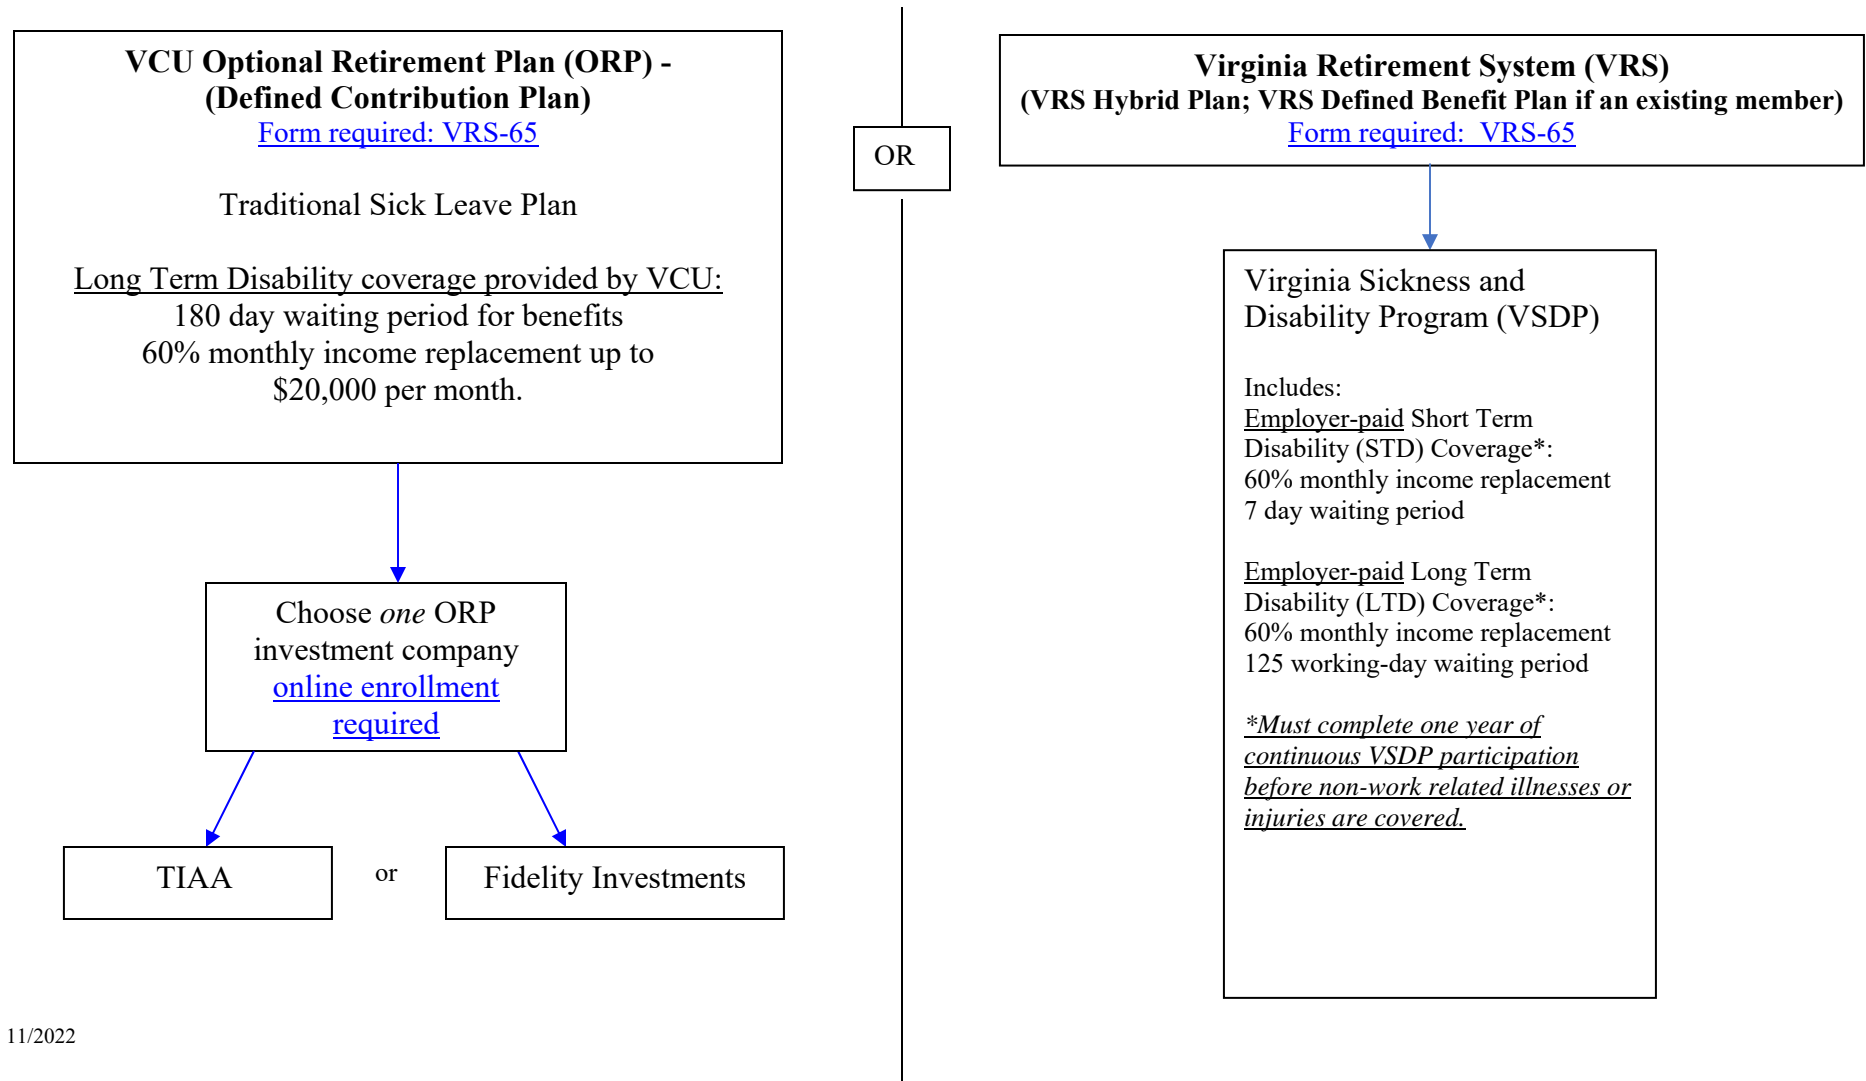 VCU Optional Retirement Plan (ORP) -
(Defined Contribution Plan)
Form required: VRS-65
Traditional Sick Leave Plan
Long Term Disability coverage provided by VCU:
180 day waiting period for benefits
60% monthly income replacement up to
$20,000 per month.
Choose one ORP
investment company
online enrollment
required
TIAA
or
Fidelity Investments
OR
Virginia Retirement System (VRS)
(VRS Hybrid Plan; VRS Defined Benefit Plan if an existing member)
Form required:  VRS-65
Virginia Sickness and
Disability Program (VSDP)
Includes:
Employer-paid Short Term
Disability (STD) Coverage*:
60% monthly income replacement
7 day waiting period
Employer-paid Long Term
Disability (LTD) Coverage*:
60% monthly income replacement
125 working-day waiting period
*Must complete one year of
continuous VSDP participation
before non-work related illnesses or
injuries are covered.
11/2022